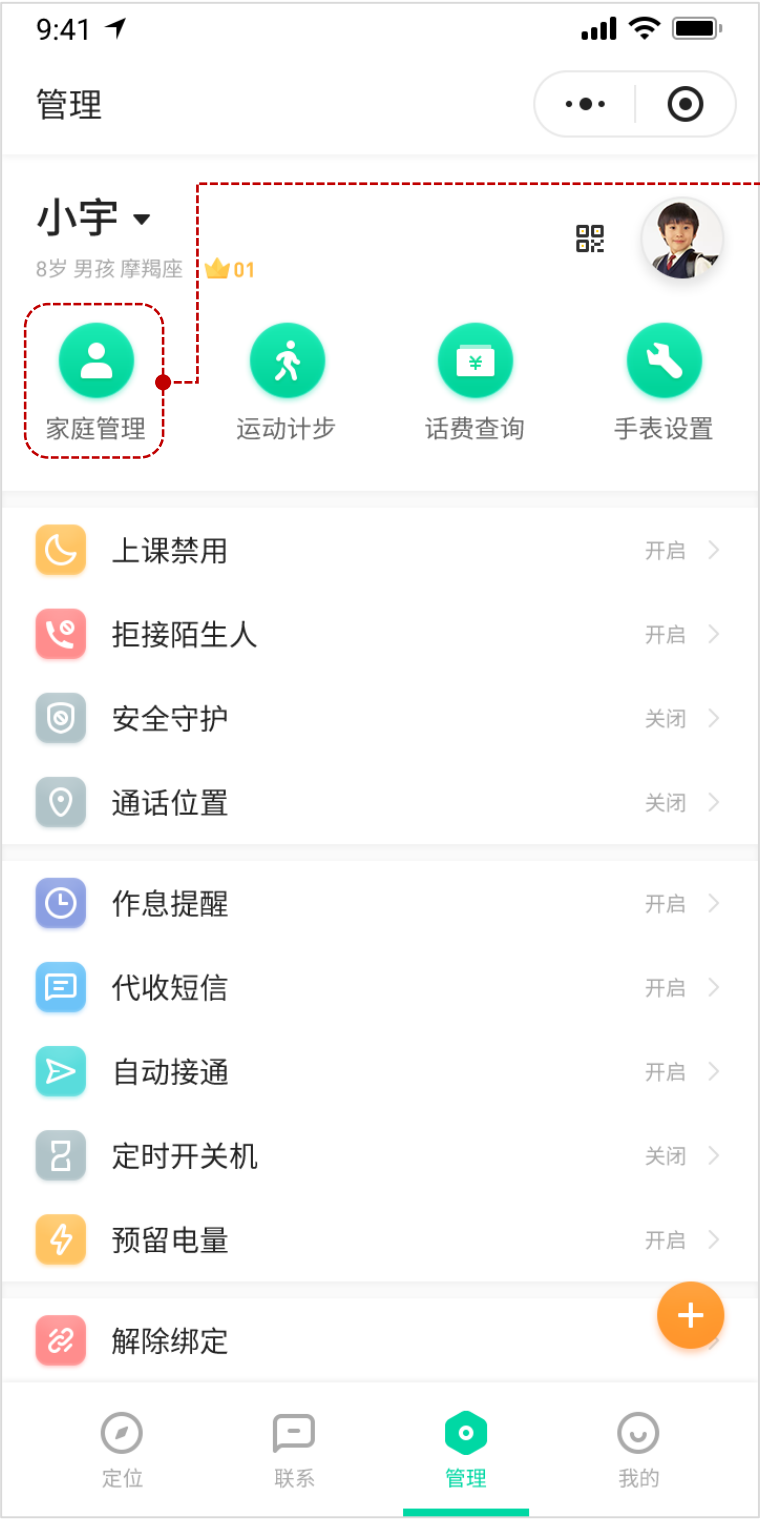 9:41
管理
小宇
8岁 男孩 摩羯座 01
家庭管理 运动计步 话费查询 手表设置
上课禁用 开启
拒接陌生人 开启
安全守护 关闭
通话位置 关闭
作息提醒 开启
代收短信 开启
自动接通 开启
定时开关机 关闭
预留电量 开启
解除绑定
定位 联系 管理 我的